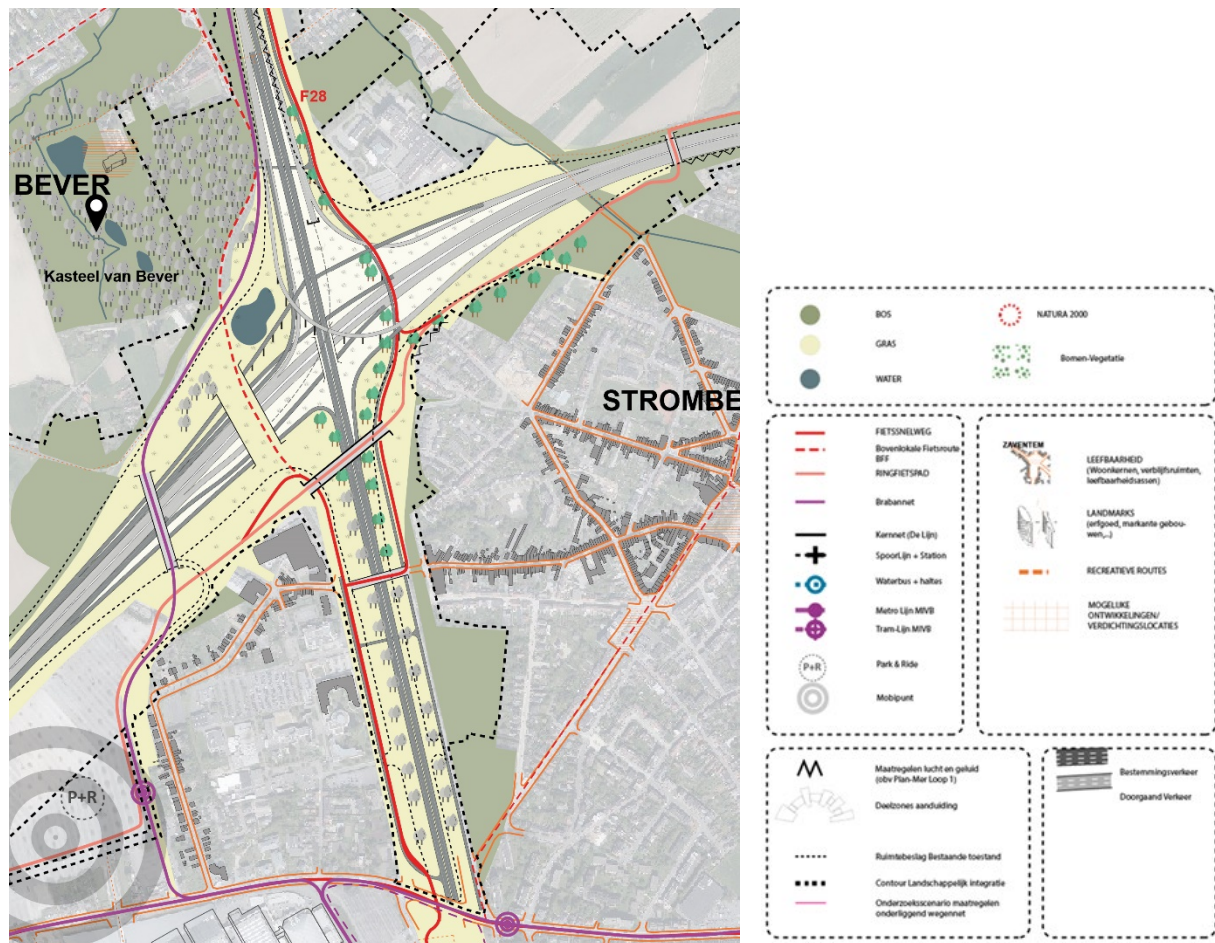 F28
BEVER
Kasteel van Bever
STROMBE
P+R
BOS
GRAS
WATER
NATURA 2000
Bomen-Vegetatie
FIETSSNELWEG
Bovenlokale Fietsroute
BFF
RINGFIETSPAD
Brabannet
Kernnet (De Lijn)
SpoorLijn + Station
Waterbus + haltes
Metro Lijn MIVB
Tram-Lijn MIVB
P+R
Park & Ride
Mobipunt
ZAVENTEM
LEEFBAARHEID
(Woonkernen, verblijfsruimten,
leefbaarheidsassen)
LANDMARKS
(erfgoed, markante gebou-
wen,..)
RECREATIEVE ROUTES
MOGELIJKE
ONTWIKKELINGEN/
VERDICHTINGSLOCATIES
Maatregelen lucht en geluid
(obv Plan-Mer Loop 1)
Deelzones aanduiding
Ruimtebeslag Bestaande toestand
Contour Landschappelijk integratie
Onderzoeksscenario maatregelen
onderliggend wegennet
Bestemmingsverkeer
Doorgaand Verkeer